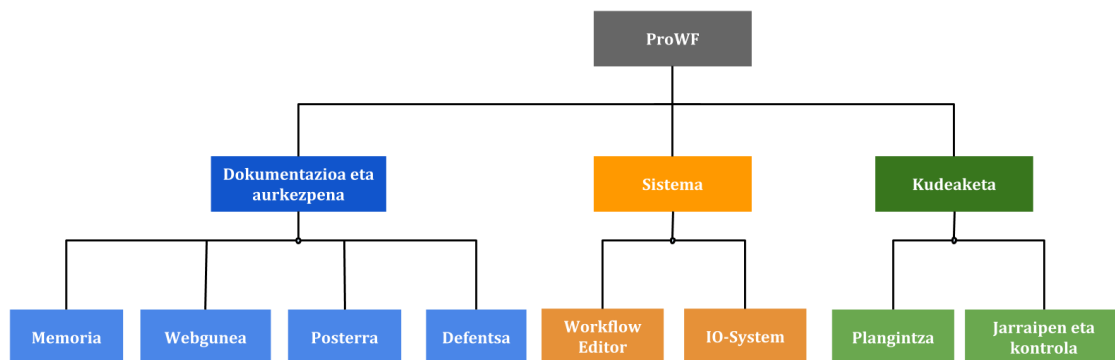 ProWF
Dokumentazioa eta
aurkezpena
Sistema
Kudeaketa
Memoria
Webgunea
Posterra
Defentsa
Workflow
Editor
IO-System
Plangintza
Jarraipen eta
kontrola